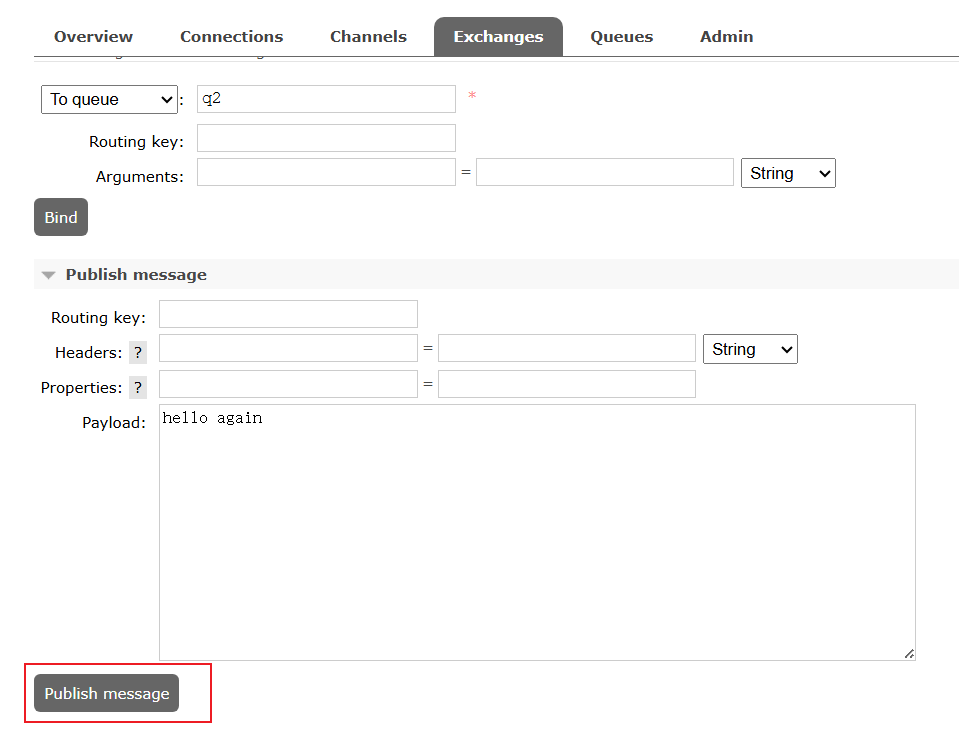 Overview Connections Channels Exchanges Queues Admin
To queue : q2 *
Routing key:
Arguments: = String
Bind
Publish message
Routing key:
Headers: ? = String
Properties: ? =
Payload: hello again
Publish message